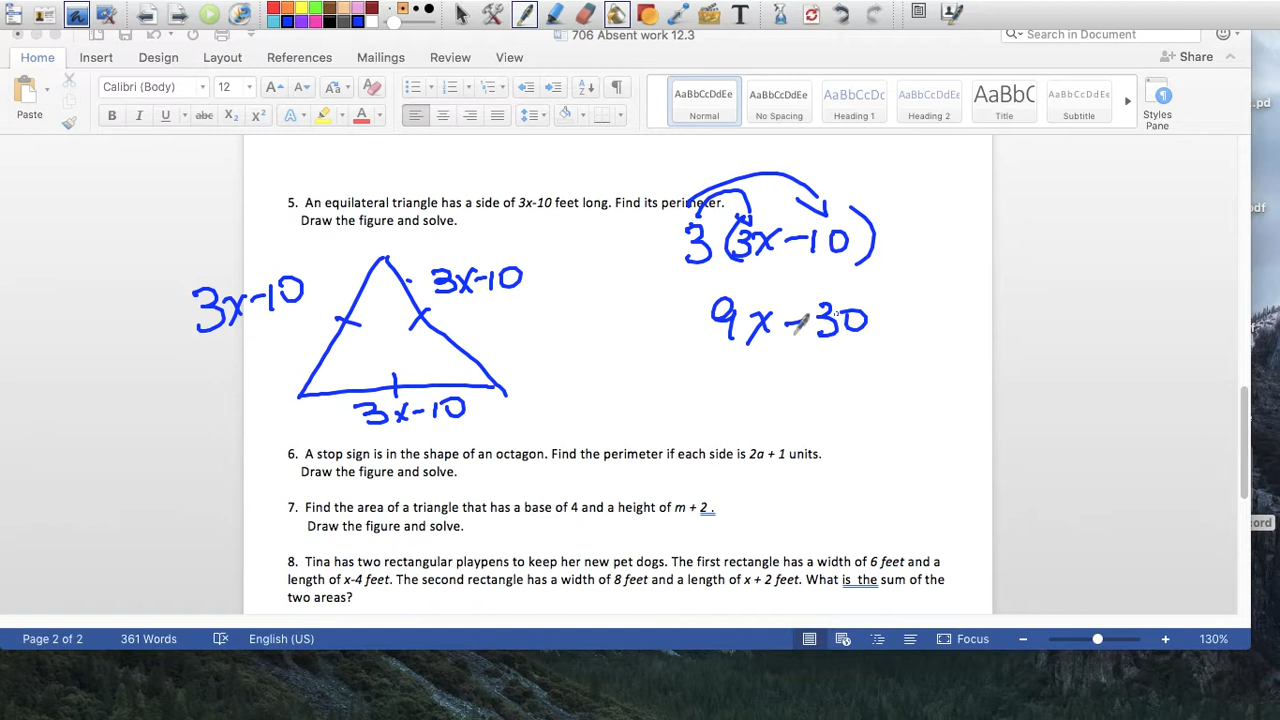 706 Absent work 12.3
Search in Document
Home Insert Design Layout References Mailings Review View
Share
Paste
Calibri (Body) 12
B I U abc X₂ X²
AaBbCcDdEe AaBbCcDdEe AaBbCcDc AaBbCcDdEe AaBbC AaBbCcDdEe
Normal No Spacing Heading 1 Heading 2 Title Subtitle
Styles
Pane
.pd
df
5. An equilateral triangle has a side of 3x-10 feet long. Find its perimeter.
Draw the figure and solve.
3(3x-10)
3x-10
3x-10
9x-30
3x-10
6. A stop sign is in the shape of an octagon. Find the perimeter if each side is 2a + 1 units.
Draw the figure and solve.
7. Find the area of a triangle that has a base of 4 and a height of m + 2 .
Draw the figure and solve.
8. Tina has two rectangular playpens to keep her new pet dogs. The first rectangle has a width of 6 feet and a
length of x-4 feet. The second rectangle has a width of 8 feet and a length of x + 2 feet. What is the sum of the
two areas?
cord
Page 2 of 2 361 Words English (US) Focus 130%